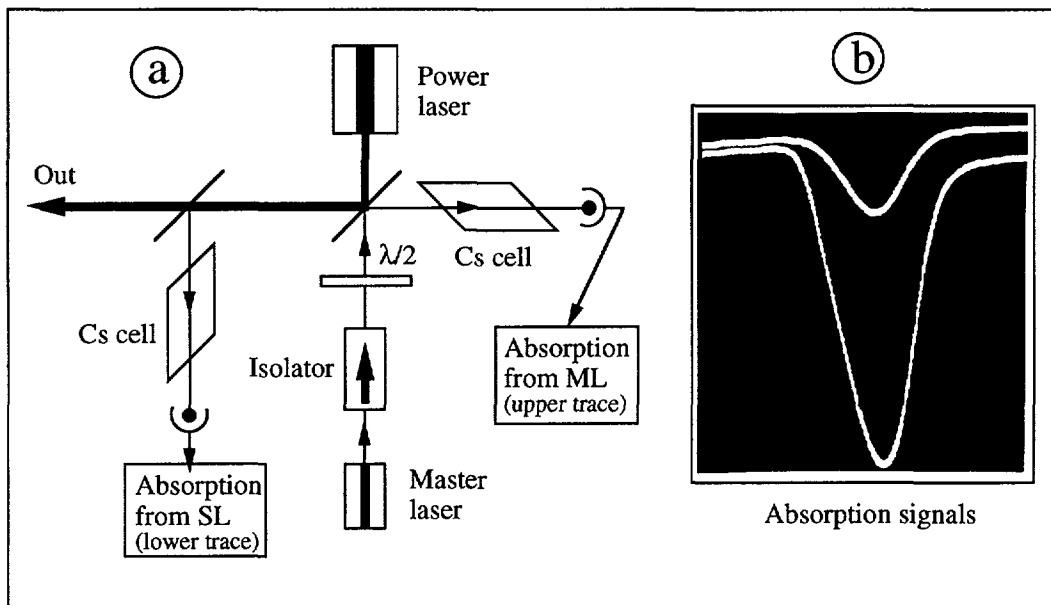 a
b
Power
laser
Out
λ/2
Cs cell
Cs cell
Isolator
Absorption
from ML
(upper trace)
Master
laser
Absorption
from SL
(lower trace)
Absorption signals